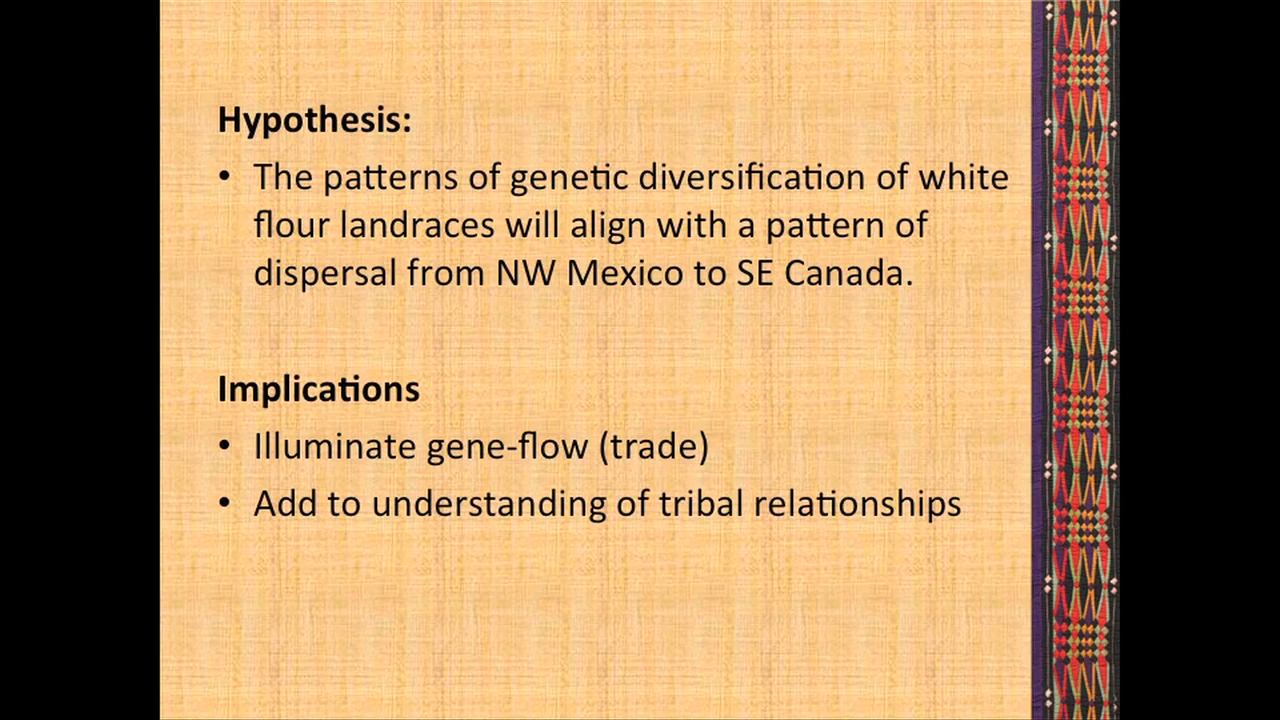 Hypothesis:
• The patterns of genetic diversification of white
flour landraces will align with a pattern of
dispersal from NW Mexico to SE Canada.
Implications
• Illuminate gene-flow (trade)
• Add to understanding of tribal relationships